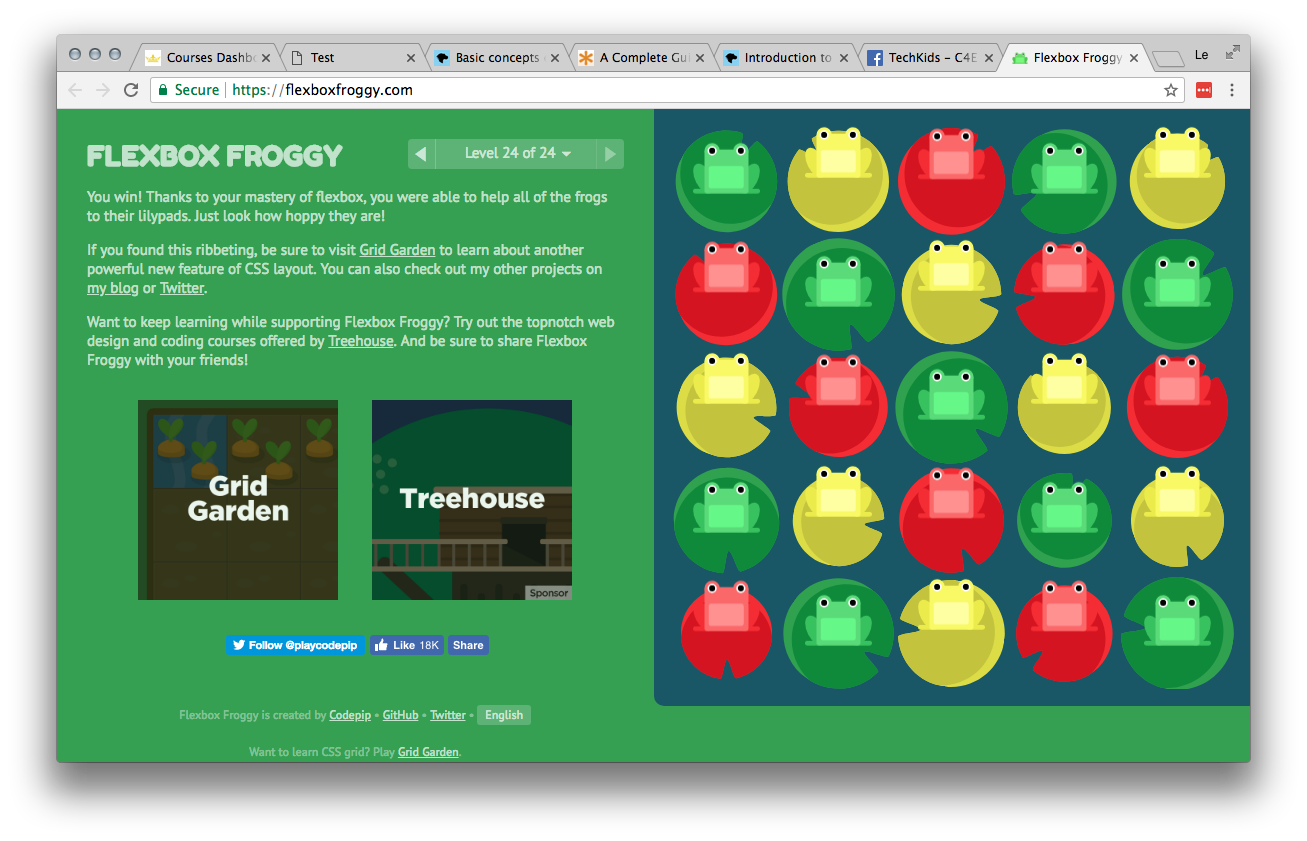 Courses Dashb
Test
Basic concepts
A Complete Gui
Introduction to
TechKids – C4E
Flexbox Froggy
Le
Secure
https://flexboxfroggy.com
FLEXBOX FROGGY
Level 24 of 24
You win! Thanks to your mastery of flexbox, you were able to help all of the frogs
to their lilypads. Just look how hoppy they are!
If you found this ribbeting, be sure to visit Grid Garden to learn about another
powerful new feature of CSS layout. You can also check out my other projects on
my blog or Twitter.
Want to keep learning while supporting Flexbox Froggy? Try out the topnotch web
design and coding courses offered by Treehouse. And be sure to share Flexbox
Froggy with your friends!
Grid
Garden
Treehouse
Sponsor
Follow @playcodepip
Like 18K
Share
Flexbox Froggy is created by Codepip • GitHub • Twitter • English
Want to learn CSS grid? Play Grid Garden.